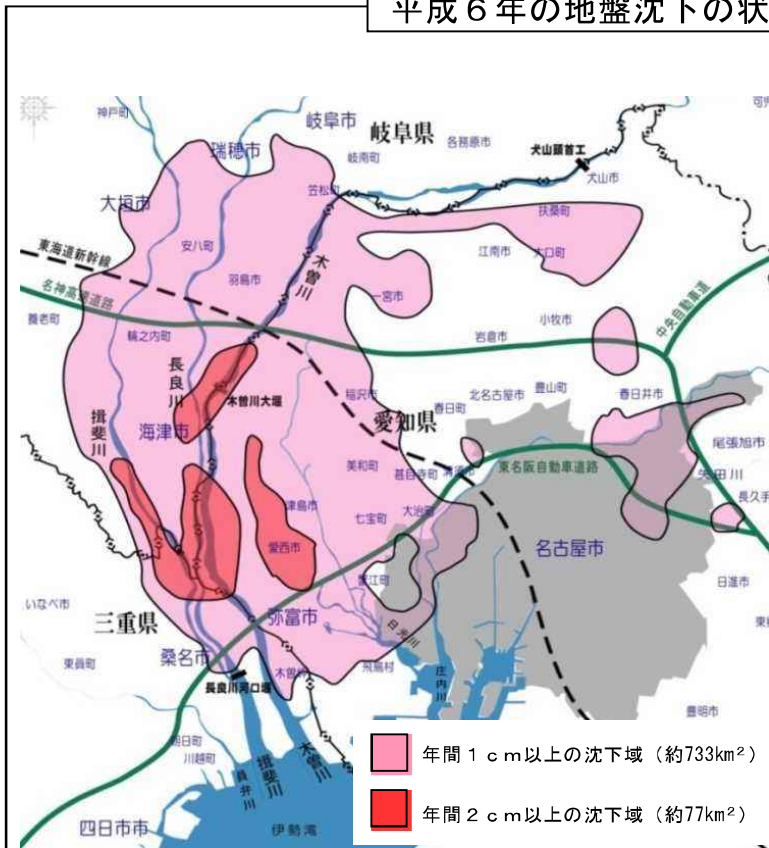 平成６年の地盤沈下の状
神戸町
岐阜市
岐阜県
各務原市
可児
瑞穂市
岐南町
犬山頭首工
犬山市
大垣市
笠松町
扶桑町
東海道新幹線
安八町
木曽川
江南市
大口町
羽島市
名神高速道路
一宮市
中央自動車道
養老町
輪之内町
岩倉市
小牧市
長良川
稲沢市
北名古屋市
豊山町
春日井市
木曽川大堰
春日町
揖斐川
海津市
愛知県
尾張旭市
美和町
甚目寺町
清須市
東名阪自動車道路
矢田川
津島市
七宝町
大治町
長久手
愛西市
名古屋市
蟹江町
日進市
いなべ市
三重県
弥富市
日光川
東員町
桑名市
木曽岬
飛島村
庄内川
長良川河口堰
豊明市
朝日町
川越町
員弁川
揖斐川
木曽川
四日市市
伊勢湾
年間１ｃｍ以上の沈下域（約733km²）
年間２ｃｍ以上の沈下域（約77km²）